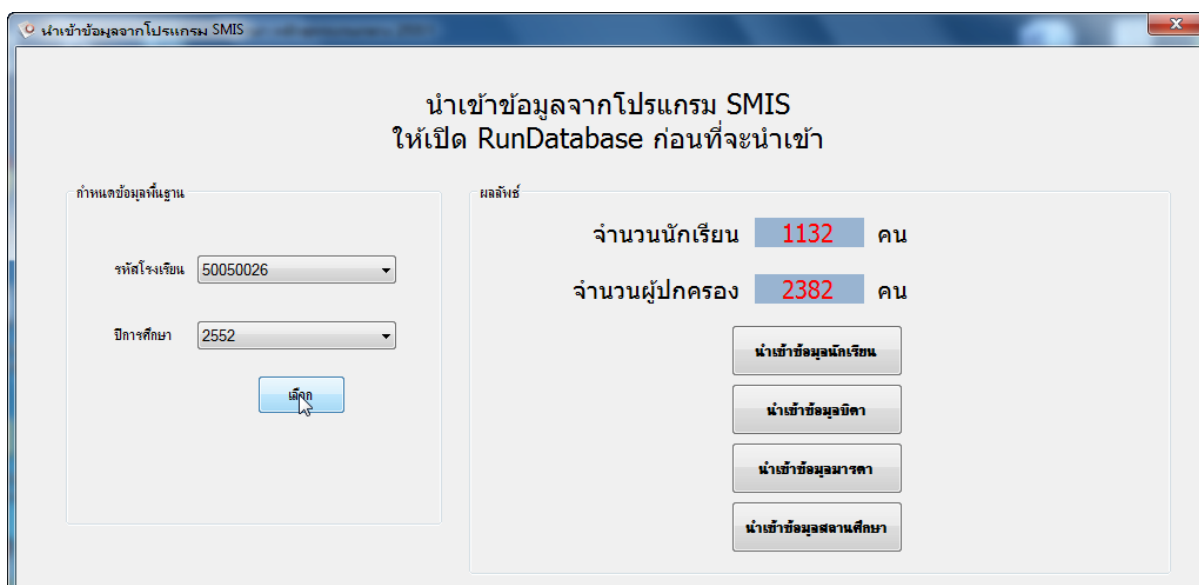 นำเข้าข้อมูลจากโปรแกรม SMIS
X
นำเข้าข้อมูลจากโปรแกรม SMIS
ให้เปิด RunDatabase ก่อนที่จะนำเข้า
กำหนดข้อมูลพื้นฐาน
รหัสโรงเรียน 50050026
ปีการศึกษา 2552
เลือก
ผลลัพธ์
จำนวนนักเรียน 1132 คน
จำนวนผู้ปกครอง 2382 คน
นำเข้าข้อมูลนักเรียน
นำเข้าข้อมูลบิดา
นำเข้าข้อมูลมารดา
นำเข้าข้อมูลสถานศึกษา